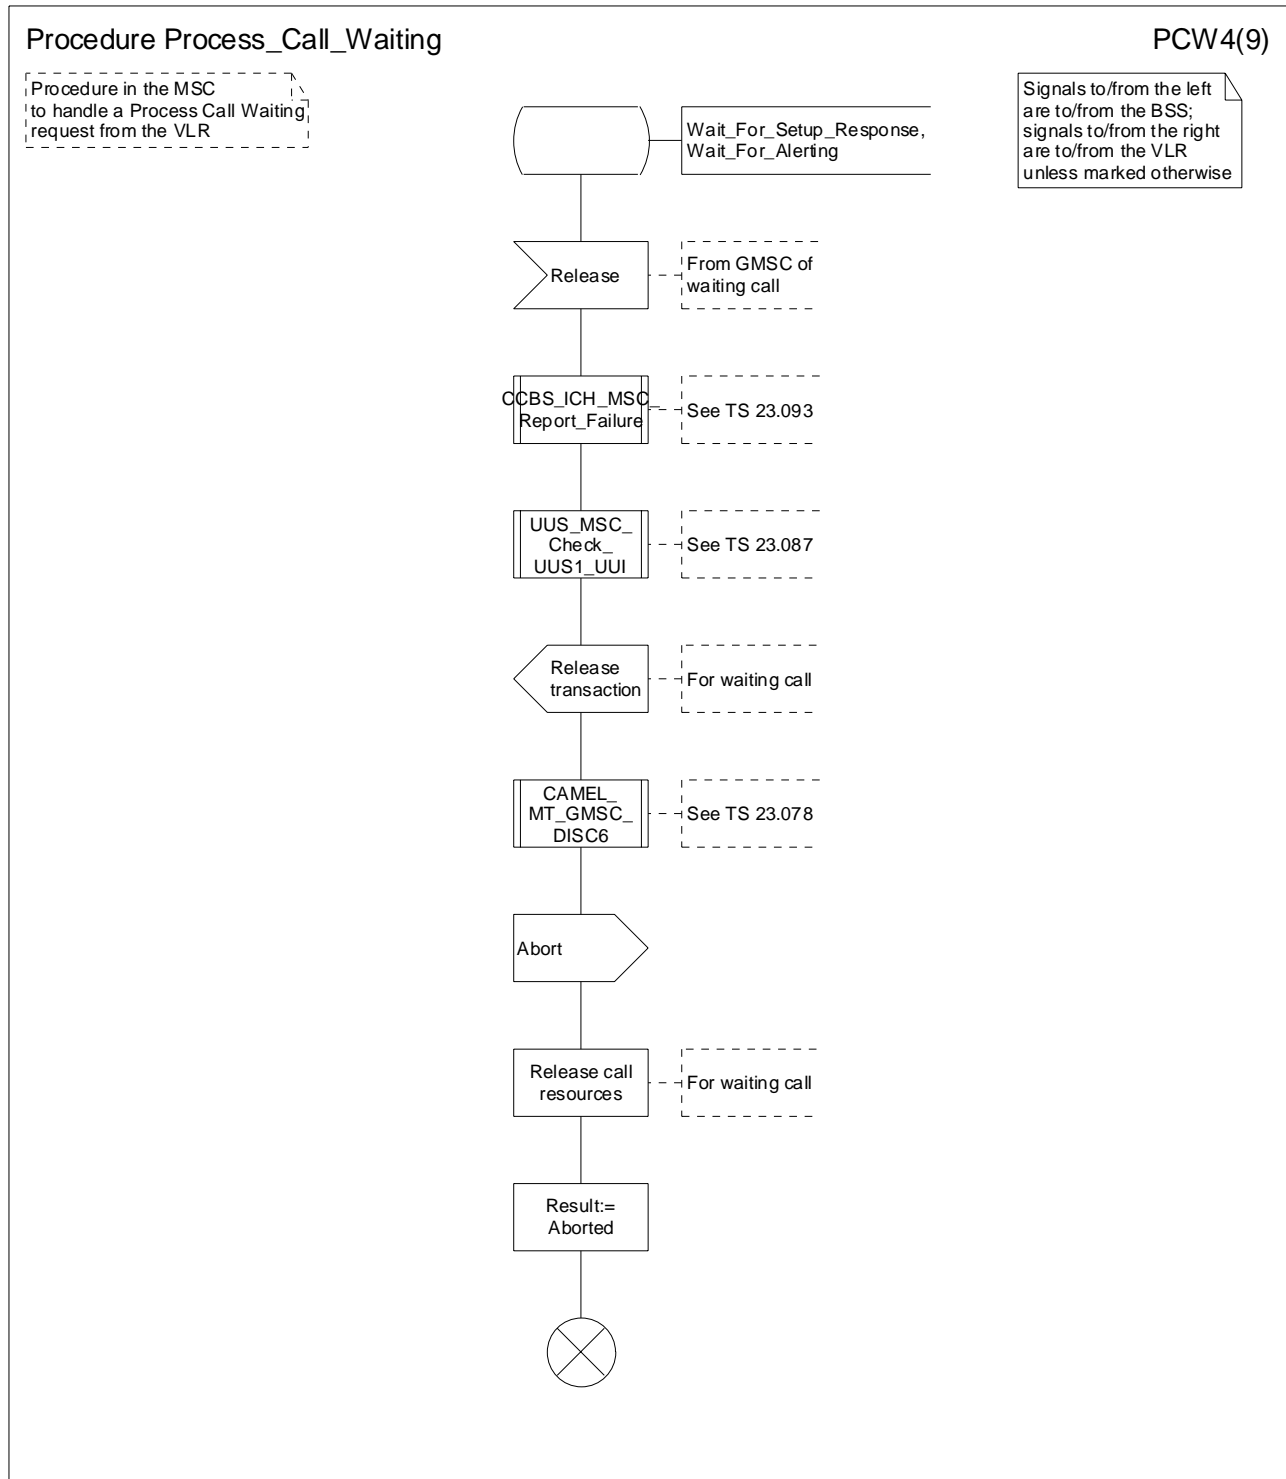 Procedure Process_Call_Waiting
PCW4(9)
Procedure in the MSC
to handle a Process Call Waiting
request from the VLR
Signals to/from the left
are to/from the BSS;
signals to/from the right
are to/from the VLR
unless marked otherwise
Wait_For_Setup_Response,
Wait_For_Alerting
Release
From GMSC of
waiting call
CCBS_ICH_MSC_
Report_Failure
See TS 23.093
UUS_MSC_
Check_
UUS1_UUI
See TS 23.087
Release
transaction
For waiting call
CAMEL_
MT_GMSC_
DISC6
See TS 23.078
Abort
Release call
resources
For waiting call
Result:=
Aborted